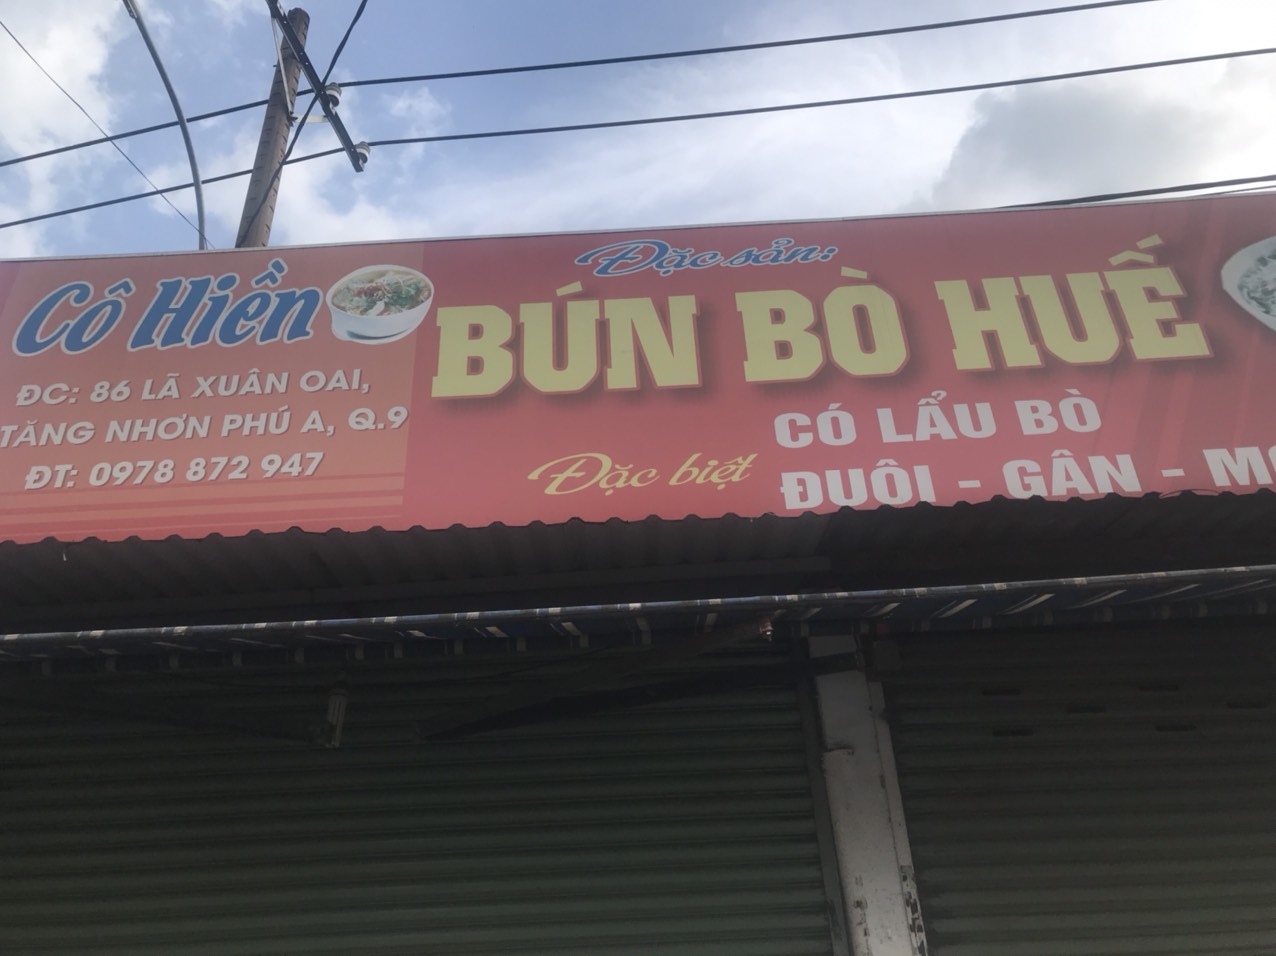 Cô Hiền
ĐC: 86 LÃ XUÂN OAI,
TĂNG NHƠN PHÚ A, Q.9
ĐT: 0978 872 947
Đặc sản:
BÚN BÒ HUẾ
CÓ LẨU BÒ
Đặc biệt
ĐUÔI - GÂN -